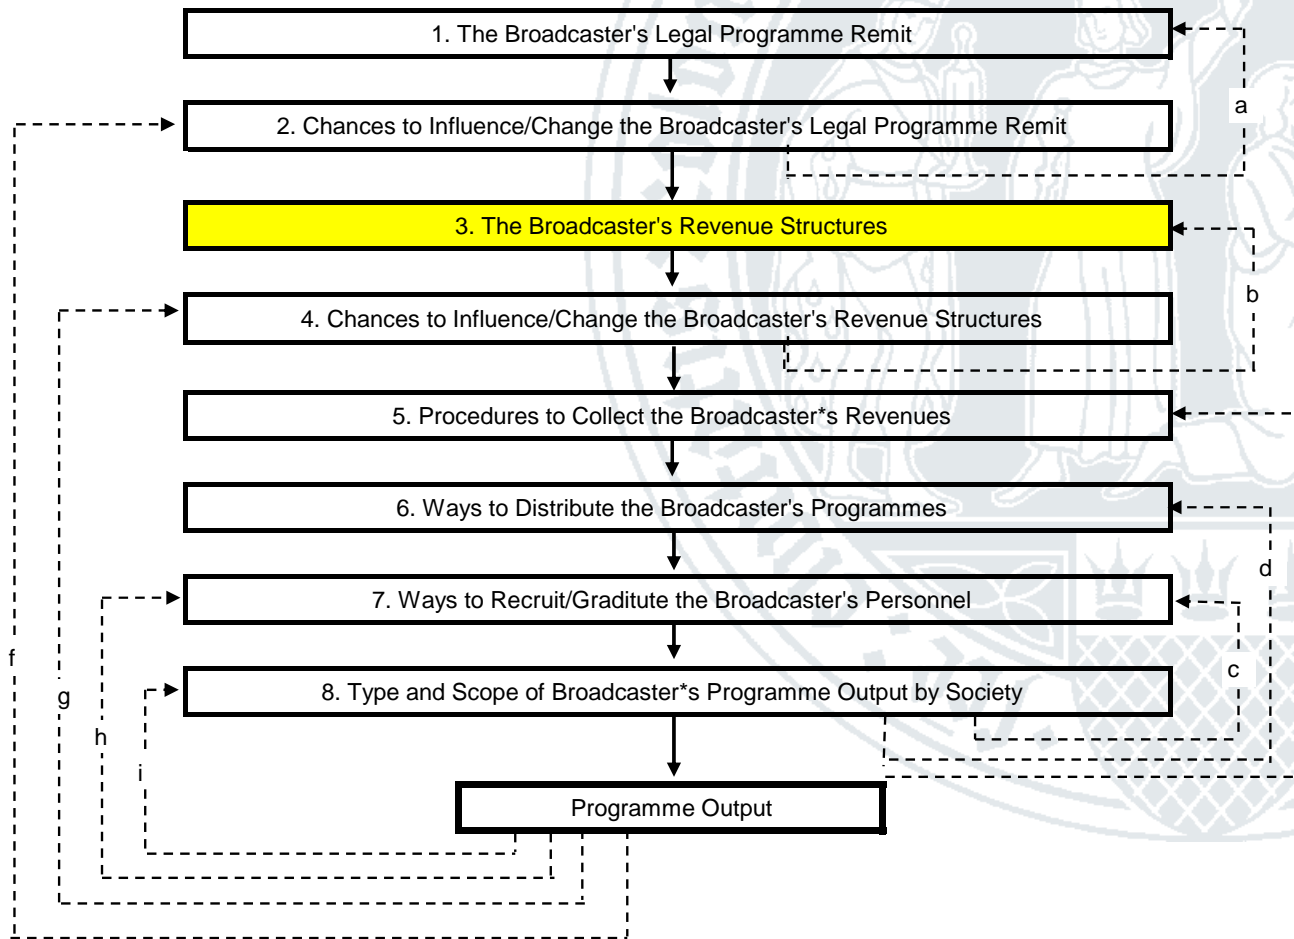 1. The Broadcaster's Legal Programme Remit
a
2. Chances to Influence/Change the Broadcaster's Legal Programme Remit
3. The Broadcaster's Revenue Structures
b
4. Chances to Influence/Change the Broadcaster's Revenue Structures
5. Procedures to Collect the Broadcaster*s Revenues
6. Ways to Distribute the Broadcaster's Programmes
d
7. Ways to Recruit/Graditute the Broadcaster's Personnel
f
c
g
8. Type and Scope of Broadcaster*s Programme Output by Society
h
i
Programme Output